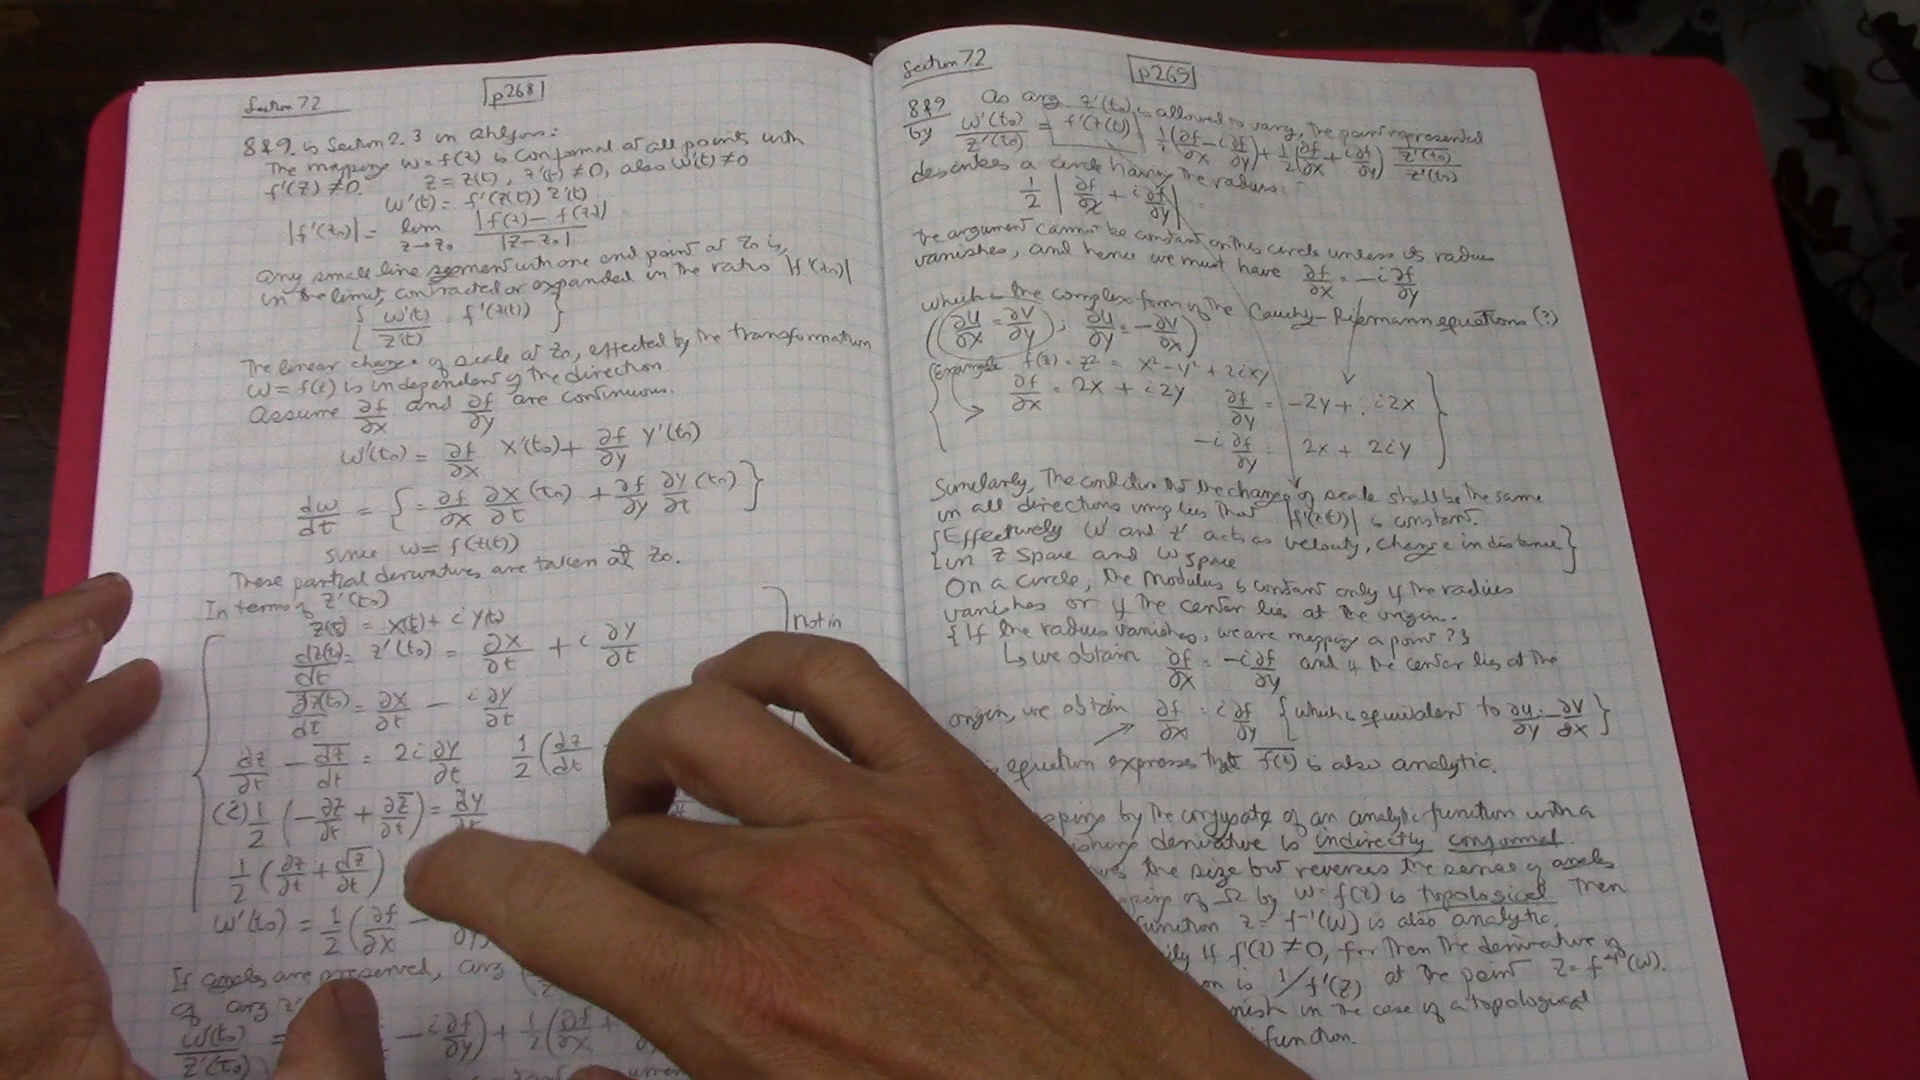 Section 72
p268
8&9. is Section 2.3 in Ahlfors:
The mapping w = f(z) is conformal at all points with
f'(z) ≠ 0. z = z(t), z'(t) ≠ 0, also w'(t) ≠ 0
w'(t) = f'(z(t)) z'(t)
|f'(z₀)| = lim z→z₀ |f(z) - f(z₀)| / |z - z₀|
any small line segment with one end point at z₀ is,
in the limit, contracted or expanded in the ratio |f'(z₀)|
{ w'(t)/z'(t) = f'(z(t)) }
The linear change of scale at z₀, effected by the transformation
w = f(z) is independent of the direction
Assume ∂f/∂x and ∂f/∂y are continuous.
w'(t₀) = ∂f/∂x x'(t₀) + ∂f/∂y y'(t₀)
dw/dt = { = ∂f/∂x ∂x/∂t (t₀) + ∂f/∂y ∂y/∂t (t₀) }
since w = f(z(t))
These partial derivatives are taken at z₀.
In terms of z'(t₀)
z(t) = x(t) + i y(t)
not in
dz(t)/dt = z'(t₀) = ∂x/∂t + i ∂y/∂t
= ∂x/∂t - i ∂y/∂t
dz/dt - dz̅/dt = 2i ∂y/∂t 1/2 (dz/dt
(i) 1/2 (-∂z/∂t + ∂z̅/∂t) = ∂y
1/2 (∂z/∂t + dz̅/∂t)
w'(t₀) = 1/2 (∂f/∂x -
If angles are preserved, arg
of arg z'
w'(t₀)/z'(t₀) = - i ∂f/∂y) + 1/2 (∂f/∂x +
Section 7.2
p269
8&9 As arg z'(t₀) is allowed to vary, the point represented
by w'(t₀)/z'(t₀) = f'(z(t)) 1/2 (∂f/∂x - i ∂f/∂y) + 1/2 (∂f/∂x + i ∂f/∂y) z̅'(t₀)/z'(t₀)
describes a circle having the radius:
1/2 |∂f/∂x + i ∂f/∂y|
The argument cannot be constant on this circle unless its radius
vanishes, and hence we must have ∂f/∂x = -i ∂f/∂y
which is the complex form of the Cauchy-Riemann equations (?)
(∂u/∂x = ∂v/∂y ; ∂u/∂y = -∂v/∂x)
{Example f(z) = z² = x² - y² + 2ixy
∂f/∂x = 2x + i2y ∂f/∂y = -2y + i2x
-i ∂f/∂y = 2x + 2iy }
Similarly, The condition that the change of scale shall be the same
in all directions implies that |f'(z(t))| is constant.
{Effectively w' and z' acts as velocity, change in distance
in z space and w space}
On a circle, the modulus is constant only if the radius
vanishes or if the center lies at the origin.
{If the radius vanishes, we are mapping a point?}
↳ we obtain ∂f/∂x = -i ∂f/∂y and if the center lies at the
origin, we obtain ∂f/∂x = i ∂f/∂y {which is equivalent to ∂u/∂y = ∂v/∂x}
equation expresses that f̅(z̅) is also analytic.
by the conjugate of an analytic function with a
derivative is indirectly conformal.
the size but reverses the sense of angles
of Ω by w = f(z) is topological Then
function z = f⁻¹(w) is also analytic.
if f'(z) ≠ 0, for then the derivative of
is 1/f'(z) at the point z = f⁻¹(w).
in the case of a topological
function.